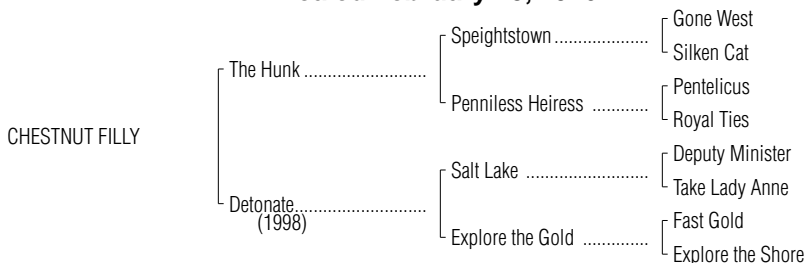 Gone West
Speightstown ....................
Silken Cat
The Hunk ..........................
Pentelicus
Penniless Heiress ............
Royal Ties
CHESTNUT FILLY
Deputy Minister
Salt Lake ..........................
Take Lady Anne
Detonate............................
(1998)
Fast Gold
Explore the Gold ..............
Explore the Shore